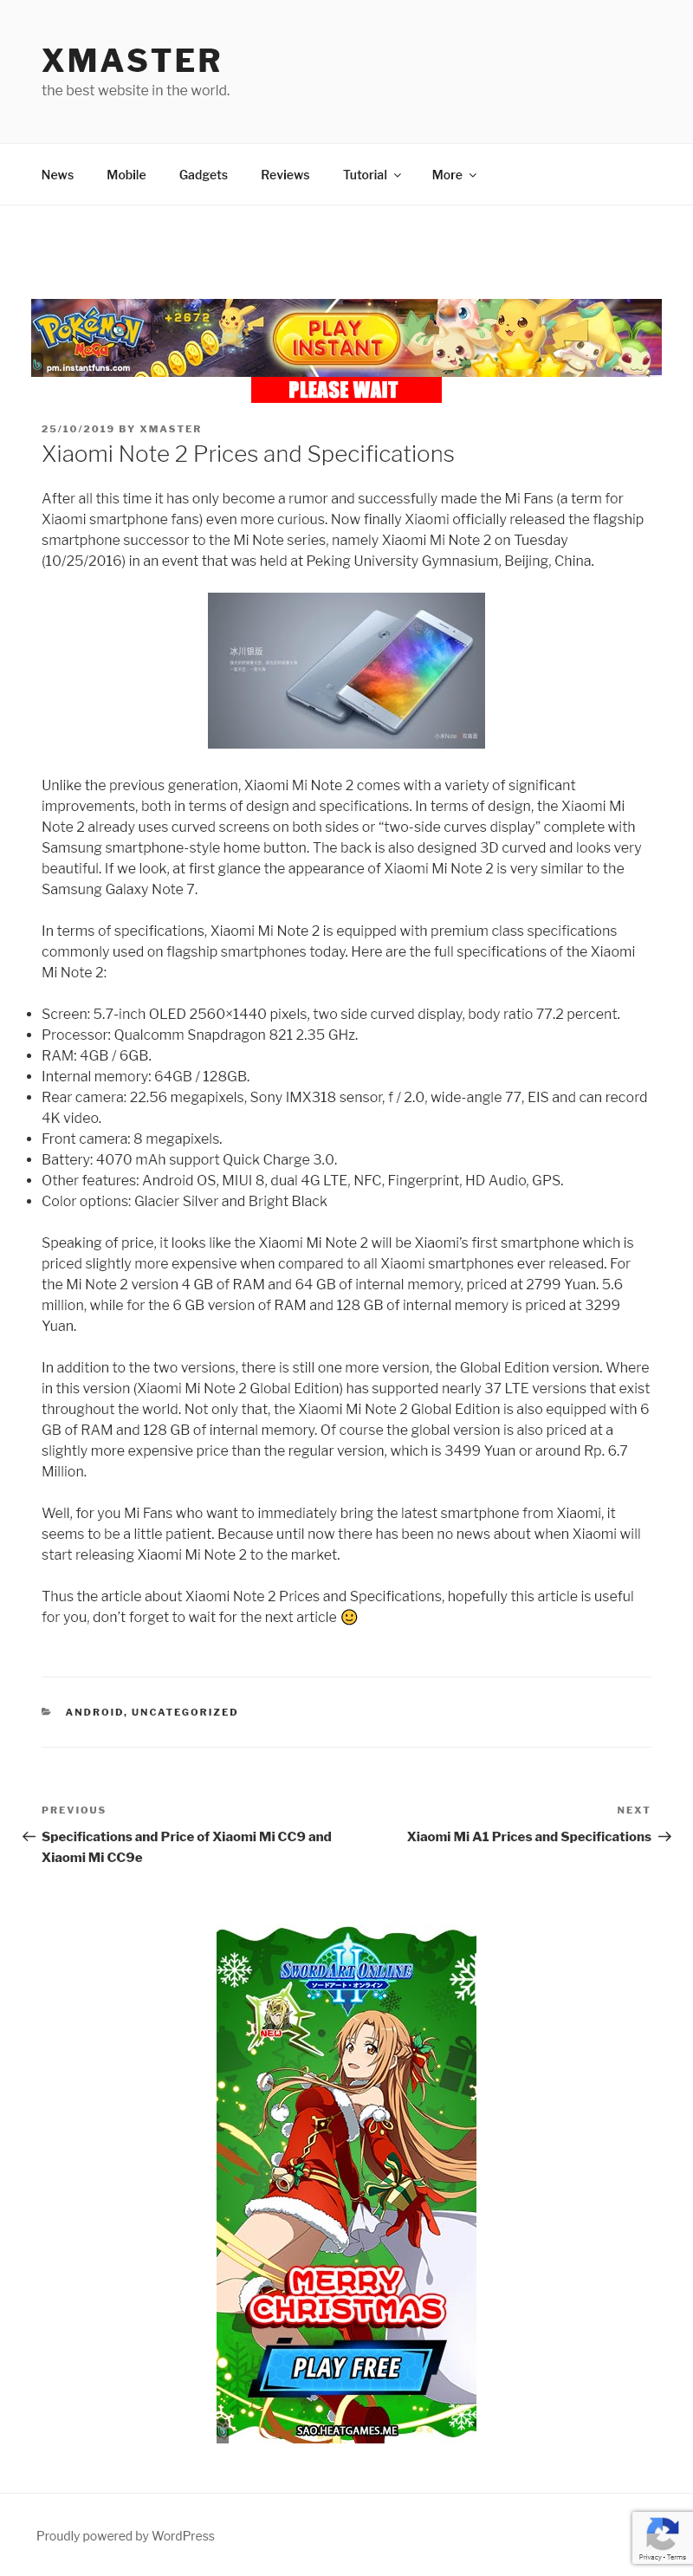 XMASTER
the best website in the world.
News Mobile Gadgets Reviews Tutorial More
POKÉMON Mega
+2672
PLAY INSTANT
pm.instantfuns.com
PLEASE WAIT
25/10/2019 BY XMASTER
Xiaomi Note 2 Prices and Specifications
After all this time it has only become a rumor and successfully made the Mi Fans (a term for
Xiaomi smartphone fans) even more curious. Now finally Xiaomi officially released the flagship
smartphone successor to the Mi Note series, namely Xiaomi Mi Note 2 on Tuesday
(10/25/2016) in an event that was held at Peking University Gymnasium, Beijing, China.
冰川银版
Unlike the previous generation, Xiaomi Mi Note 2 comes with a variety of significant
improvements, both in terms of design and specifications. In terms of design, the Xiaomi Mi
Note 2 already uses curved screens on both sides or “two-side curves display” complete with
Samsung smartphone-style home button. The back is also designed 3D curved and looks very
beautiful. If we look, at first glance the appearance of Xiaomi Mi Note 2 is very similar to the
Samsung Galaxy Note 7.
In terms of specifications, Xiaomi Mi Note 2 is equipped with premium class specifications
commonly used on flagship smartphones today. Here are the full specifications of the Xiaomi
Mi Note 2:
• Screen: 5.7-inch OLED 2560×1440 pixels, two side curved display, body ratio 77.2 percent.
• Processor: Qualcomm Snapdragon 821 2.35 GHz.
• RAM: 4GB / 6GB.
• Internal memory: 64GB / 128GB.
• Rear camera: 22.56 megapixels, Sony IMX318 sensor, f / 2.0, wide-angle 77, EIS and can record
4K video.
• Front camera: 8 megapixels.
• Battery: 4070 mAh support Quick Charge 3.0.
• Other features: Android OS, MIUI 8, dual 4G LTE, NFC, Fingerprint, HD Audio, GPS.
• Color options: Glacier Silver and Bright Black
Speaking of price, it looks like the Xiaomi Mi Note 2 will be Xiaomi’s first smartphone which is
priced slightly more expensive when compared to all Xiaomi smartphones ever released. For
the Mi Note 2 version 4 GB of RAM and 64 GB of internal memory, priced at 2799 Yuan. 5.6
million, while for the 6 GB version of RAM and 128 GB of internal memory is priced at 3299
Yuan.
In addition to the two versions, there is still one more version, the Global Edition version. Where
in this version (Xiaomi Mi Note 2 Global Edition) has supported nearly 37 LTE versions that exist
throughout the world. Not only that, the Xiaomi Mi Note 2 Global Edition is also equipped with 6
GB of RAM and 128 GB of internal memory. Of course the global version is also priced at a
slightly more expensive price than the regular version, which is 3499 Yuan or around Rp. 6.7
Million.
Well, for you Mi Fans who want to immediately bring the latest smartphone from Xiaomi, it
seems to be a little patient. Because until now there has been no news about when Xiaomi will
start releasing Xiaomi Mi Note 2 to the market.
Thus the article about Xiaomi Note 2 Prices and Specifications, hopefully this article is useful
for you, don’t forget to wait for the next article 🙂
ANDROID, UNCATEGORIZED
PREVIOUS
← Specifications and Price of Xiaomi Mi CC9 and
Xiaomi Mi CC9e
NEXT
Xiaomi Mi A1 Prices and Specifications →
SWORD ART ONLINE
II
ソードアート・オンライン
NEW
MERRY
CHRISTMAS
PLAY FREE
SAO.HEATGAMES.ME
Proudly powered by WordPress
Privacy - Terms